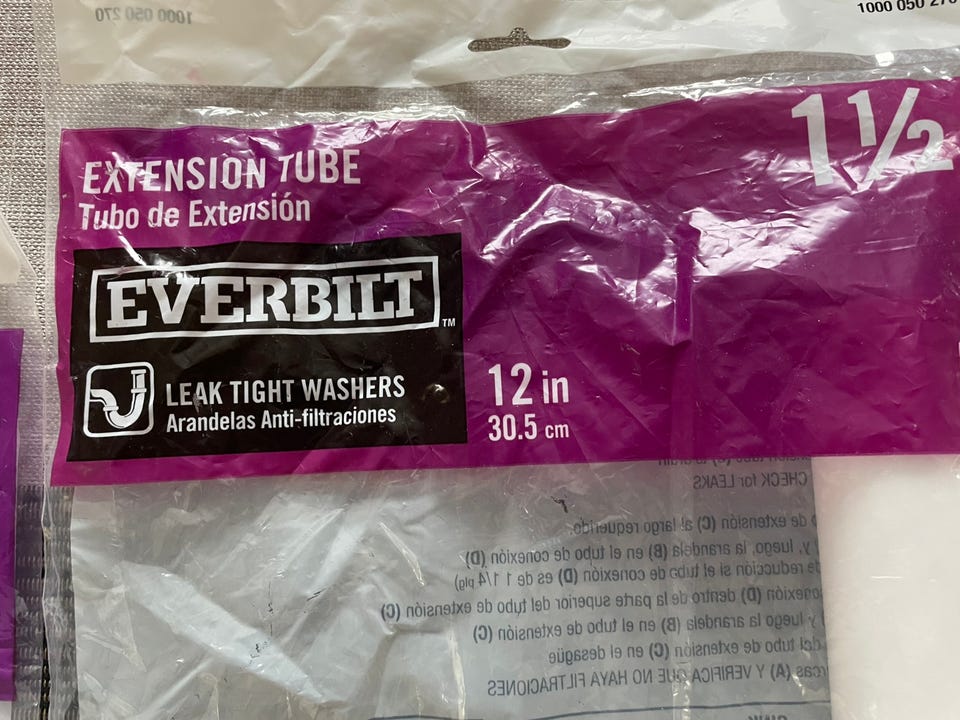 1000 050 270
1000 050 270
EXTENSION TUBE
Tubo de Extensión
1 1/2
EVERBILT™
LEAK TIGHT WASHERS
Arandelas Anti-filtraciones
12 in
30.5 cm
CHECK for LEAKS
de extensión (C) al largo requerido.
y, luego, la arandela (B) en el tubo de conexión (D)
de reducción si el tubo de conexión (D) es de 1 1/4 plg)
(D) dentro de la parte superior del tubo de extensión (C)
y luego la arandela (B) en el tubo de extensión (C)
del tubo de extensión (C) en el desagüe
(A) Y VERIFICA QUE NO HAYA FILTRACIONES